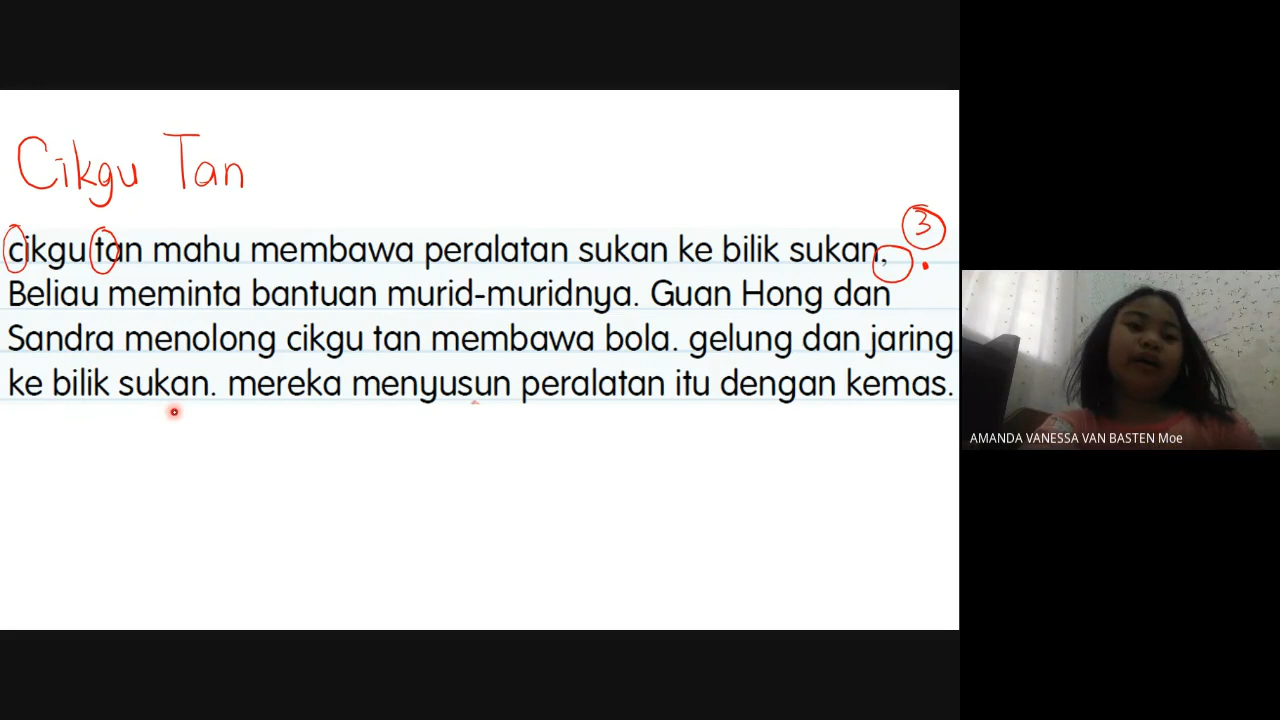 Cikgu Tan
3
cikgu tan mahu membawa peralatan sukan ke bilik sukan,
Beliau meminta bantuan murid-muridnya. Guan Hong dan
Sandra menolong cikgu tan membawa bola. gelung dan jaring
ke bilik sukan. mereka menyusun peralatan itu dengan kemas.
AMANDA VANESSA VAN BASTEN Moe